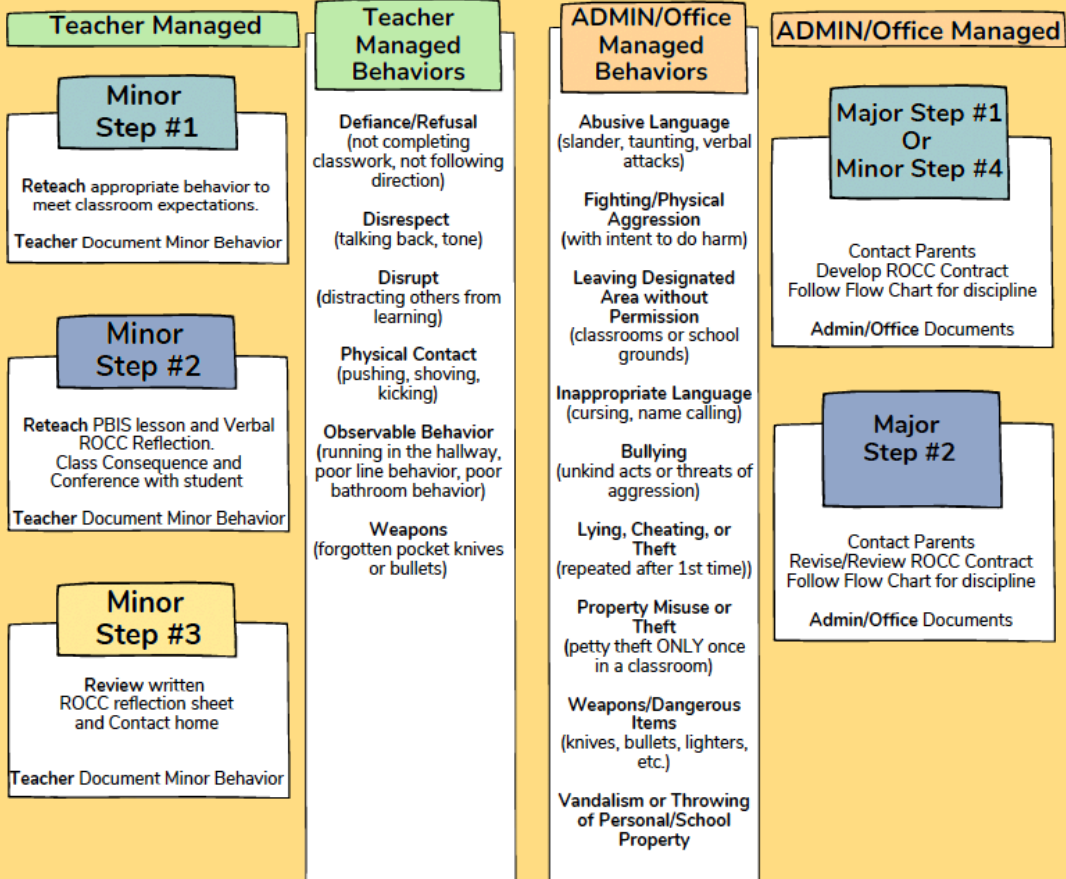 Teacher Managed
Minor
Step #1
Reteach appropriate behavior to
meet classroom expectations.
Teacher Document Minor Behavior
Minor
Step #2
Reteach PBIS lesson and Verbal
ROCC Reflection.
Class Consequence and
Conference with student
Teacher Document Minor Behavior
Minor
Step #3
Review written
ROCC reflection sheet
and Contact home
Teacher Document Minor Behavior
Teacher
Managed
Behaviors
Defiance/Refusal
(not completing
classwork, not following
direction)
Disrespect
(talking back, tone)
Disrupt
(distracting others from
learning)
Physical Contact
(pushing, shoving,
kicking)
Observable Behavior
(running in the hallway,
poor line behavior, poor
bathroom behavior)
Weapons
(forgotten pocket knives
or bullets)
ADMIN/Office
Managed
Behaviors
Abusive Language
(slander, taunting, verbal
attacks)
Fighting/Physical
Aggression
(with intent to do harm)
Leaving Designated
Area without
Permission
(classrooms or school
grounds)
Inappropriate Language
(cursing, name calling)
Bullying
(unkind acts or threats of
aggression)
Lying, Cheating, or
Theft
(repeated after 1st time))
Property Misuse or
Theft
(petty theft ONLY once
in a classroom)
Weapons/Dangerous
Items
(knives, bullets, lighters,
etc.)
Vandalism or Throwing
of Personal/School
Property
ADMIN/Office Managed
Major Step #1
Or
Minor Step #4
Contact Parents
Develop ROCC Contract
Follow Flow Chart for discipline
Admin/Office Documents
Major
Step #2
Contact Parents
Revise/Review ROCC Contract
Follow Flow Chart for discipline
Admin/Office Documents